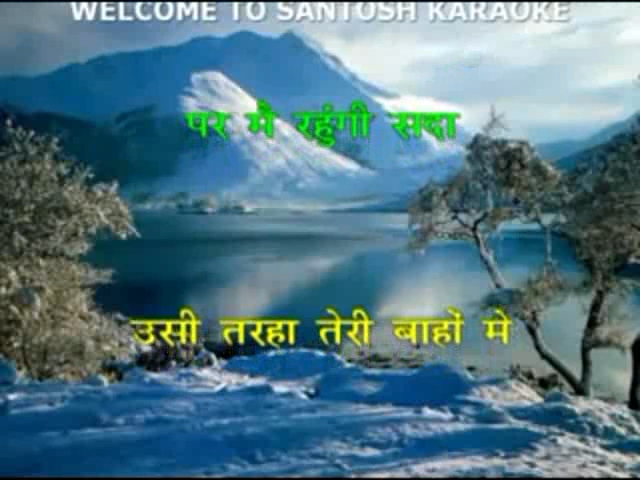 WELCOME TO SANTOSH KARAOKE
पर मै रहुंगी सदा
उसी तरहा तेरी बाहों मे